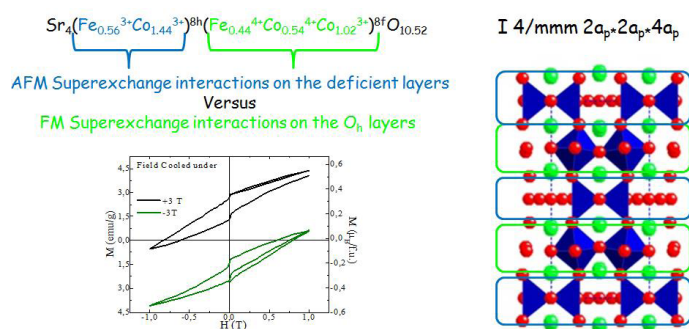 Sr4(Fe0.56³⁺Co1.44³⁺)⁸ʰ(Fe0.44⁴⁺Co0.54⁴⁺Co1.02³⁺)⁸ᶠO10.52
I 4/mmm 2ap*2ap*4ap
AFM Superexchange interactions on the deficient layers
Versus
FM Superexchange interactions on the Oh layers
Field Cooled under
+3 T
-3T
4,5
3,0
1,5
0,0
1,5
3,0
4,5
M (emu/g)
0,6
0,4
0,2
0,0
-0,2
-0,4
-0,6
M (μB/f.u.)
-1,0
-0,5
0,0
0,5
1,0
H (T)